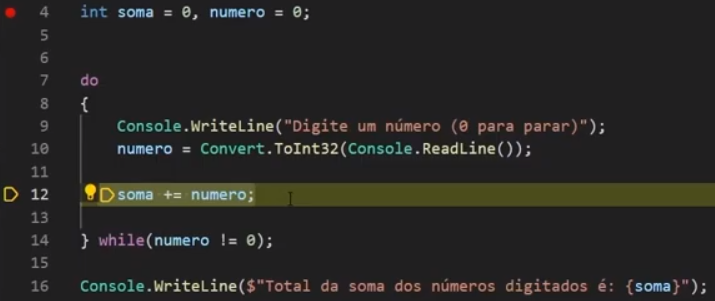 4 int soma = 0, numero = 0;
5
6
7 do
8 {
9 Console.WriteLine("Digite um número (0 para parar)");
10 numero = Convert.ToInt32(Console.ReadLine());
11
12 soma += numero;
13
14 } while(numero != 0);
15
16 Console.WriteLine($"Total da soma dos números digitados é: {soma}");